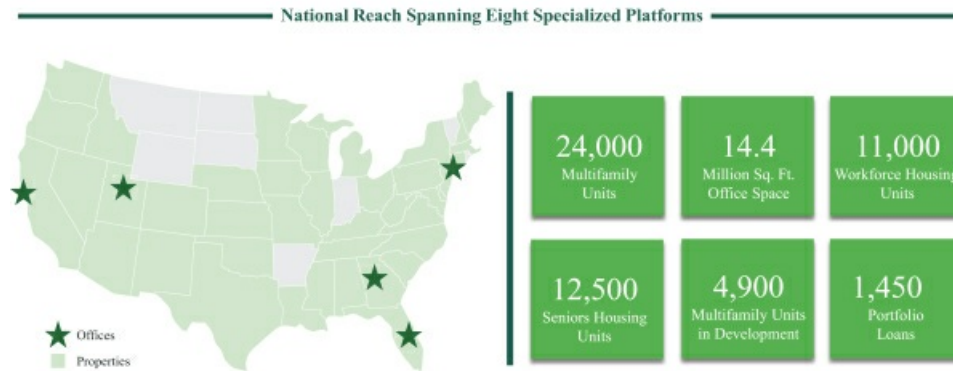 National Reach Spanning Eight Specialized Platforms
24,000
Multifamily
Units
14.4
Million Sq. Ft.
Office Space
11,000
Workforce Housing
Units
12,500
Seniors Housing
Units
4,900
Multifamily Units
in Development
1,450
Portfolio
Loans
Offices
Properties